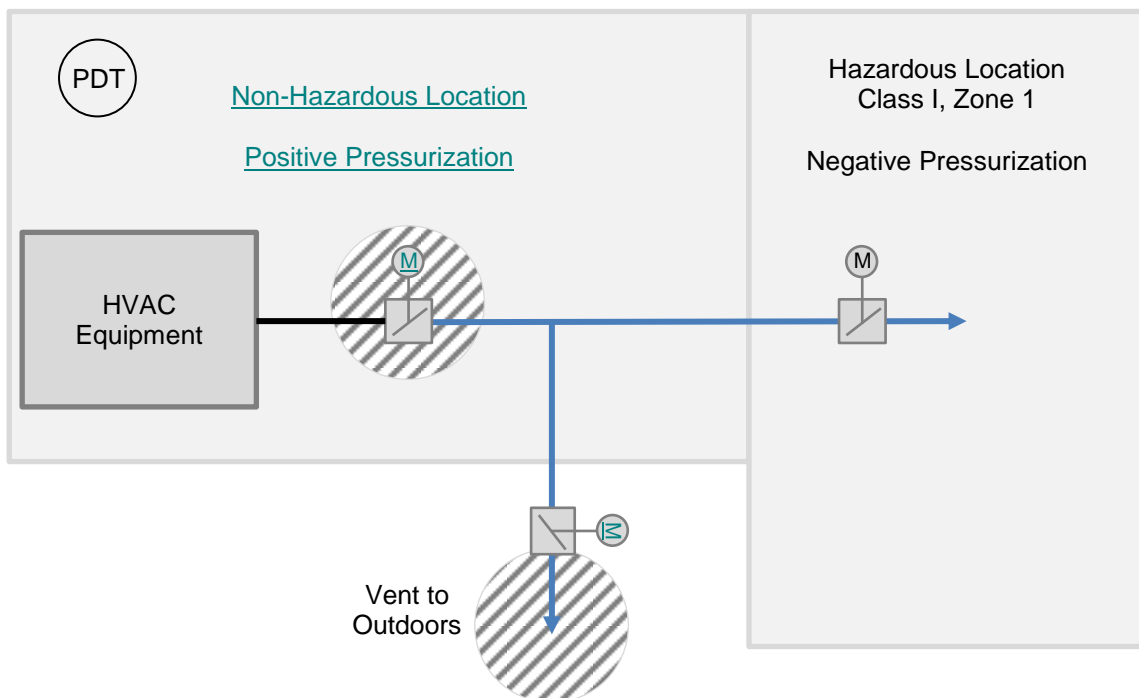 PDT
Non-Hazardous Location
Positive Pressurization
Hazardous Location
Class I, Zone 1
Negative Pressurization
HVAC
Equipment
M
M
M
Vent to
Outdoors